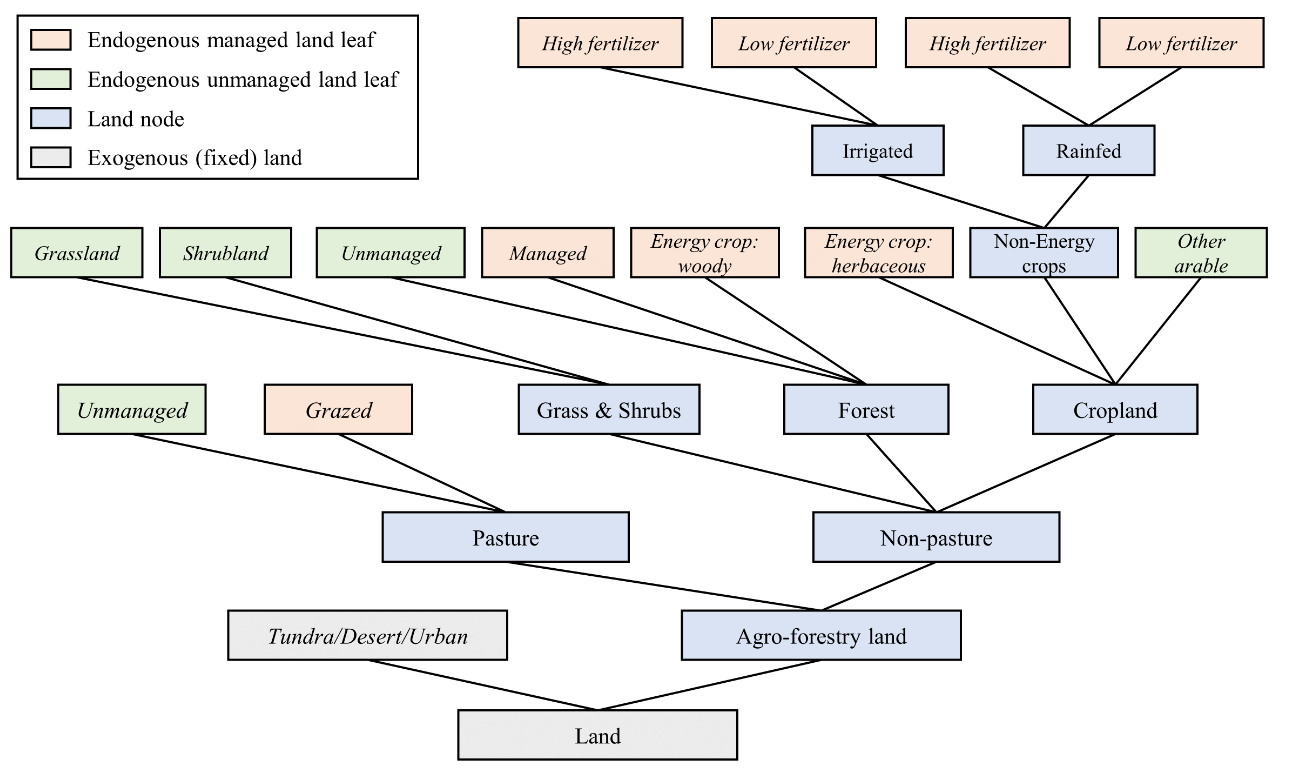 Endogenous managed land leaf
Endogenous unmanaged land leaf
Land node
Exogenous (fixed) land
High fertilizer
Low fertilizer
High fertilizer
Low fertilizer
Irrigated
Rainfed
Grassland
Shrubland
Unmanaged
Managed
Energy crop:
woody
Energy crop:
herbaceous
Non-Energy
crops
Other
arable
Unmanaged
Grazed
Grass & Shrubs
Forest
Cropland
Pasture
Non-pasture
Tundra/Desert/Urban
Agro-forestry land
Land